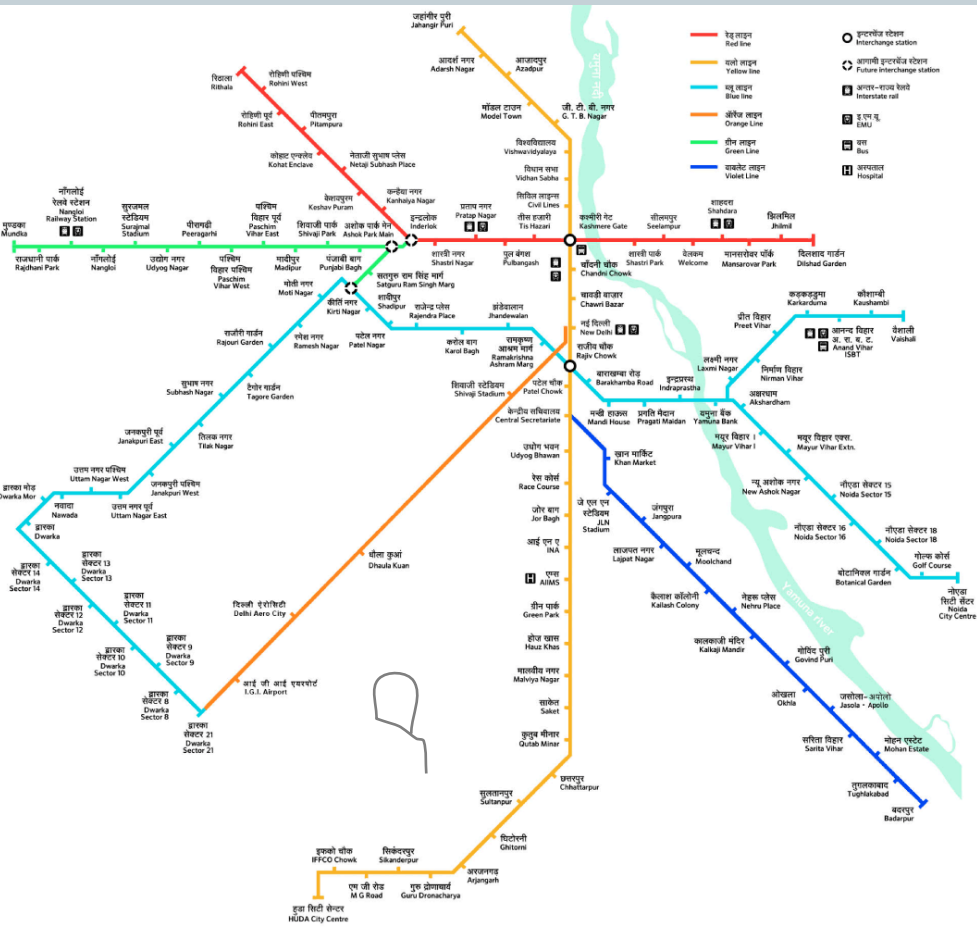 जहांगीर पुरी
Jahangir Puri
आदर्श नगर
Adarsh Nagar
आजादपुर
Azadpur
मॉडल टाउन
Model Town
जी. टी. बी. नगर
G. T. B. Nagar
विश्वविद्यालय
Vishwavidyalaya
विधान सभा
Vidhan Sabha
सिविल लाइन्स
Civil Lines
यमुना नदी
रेड लाइन
Red line
यलो लाइन
Yellow line
ब्लू लाइन
Blue line
ऑरेंज लाइन
Orange Line
ग्रीन लाइन
Green Line
वाबलेट लाइन
Violet Line
इन्टरचेंज स्टेशन
Interchange station
आगामी इन्टरचेंज स्टेशन
Future interchange station
अन्तर-राज्य रेलवे
Interstate rail
इ.एम.यू.
EMU
बस
Bus
अस्पताल
Hospital
रिठाला
Rithala
रोहिणी पश्चिम
Rohini West
रोहिणी पूर्व
Rohini East
पीतमपुरा
Pitampura
कोहाट एन्क्लेव
Kohat Enclave
नेताजी सुभाष प्लेस
Netaji Subhash Place
केशवपुरम
Keshav Puram
कन्हैया नगर
Kanhaiya Nagar
इन्द्रलोक
Inderlok
प्रताप नगर
Pratap Nagar
तीस हजारी
Tis Hazari
कश्मीरी गेट
Kashmere Gate
सीलमपुर
Seelampur
शाहदरा
Shahdara
झिलमिल
Jhilmil
शास्त्री नगर
Shastri Nagar
पुल बंगश
Pulbangash
शास्त्री पार्क
Shastri Park
वेलकम
Welcome
मानसरोवर पॉर्क
Mansarovar Park
दिलशाद गार्डन
Dilshad Garden
मुण्डका
Mundka
नाँगलोई
रेलवे स्टेशन
Nangloi
Railway Station
सुरजमल
स्टेडियम
Surajmal
Stadium
पीरागढ़ी
Peeragarhi
पश्चिम
विहार पूर्व
Paschim
Vihar East
शिवाजी पार्क
Shivaji Park
अशोक पार्क मेन
Ashok Park Main
राजधानी पार्क
Rajdhani Park
नाँगलोई
Nangloi
उद्योग नगर
Udyog Nagar
पश्चिम
विहार पश्चिम
Paschim
Vihar West
मादीपुर
Madipur
पंजाबी बाग
Punjabi Bagh
सतगुरु राम सिंह मार्ग
Satguru Ram Singh Marg
मोती नगर
Moti Nagar
कीर्ति नगर
Kirti Nagar
शादीपुर
Shadipur
पटेल नगर
Patel Nagar
राजेन्द्र प्लेस
Rajendra Place
करोल बाग
Karol Bagh
झंडेवालान
Jhandewalan
रामकृष्ण
आश्रम मार्ग
Ramakrishna
Ashram Marg
चाँदनी चौक
Chandni Chowk
चावड़ी बाजार
Chawri Bazar
नई दिल्ली
New Delhi
राजीव चौंक
Rajiv Chowk
बाराखम्बा रोड़
Barakhamba Road
मन्डी हाऊस
Mandi House
प्रगति मैदान
Pragati Maidan
इन्द्रप्रस्थ
Indraprastha
यमुना बैंक
Yamuna Bank
लक्ष्मी नगर
Laxmi Nagar
निर्माण विहार
Nirman Vihar
प्रीत विहार
Preet Vihar
कड़कड़डुमा
Karkarduma
आनन्द विहार
अ. रा. ब. ट.
Anand Vihar
ISBT
कौशाम्बी
Kaushambi
वैशाली
Vaishali
अक्षरधाम
Akshardham
मयूर विहार I
Mayur Vihar I
मयूर विहार एक्स.
Mayur Vihar Extn.
न्यू अशोक नगर
New Ashok Nagar
नौएडा सेक्टर 15
Noida Sector 15
नौएडा सेक्टर 16
Noida Sector 16
नौएडा सेक्टर 18
Noida Sector 18
बोटानिकल गार्डन
Botanical Garden
गोल्फ कोर्स
Golf Course
नोएडा
सिटी सेंटर
Noida
City Centre
राजौरी गार्डन
Rajouri Garden
रमेश नगर
Ramesh Nagar
सुभाष नगर
Subhash Nagar
टैगोर गार्डन
Tagore Garden
जनकपुरी पूर्व
Janakpuri East
तिलक नगर
Tilak Nagar
उत्तम नगर पश्चिम
Uttam Nagar West
जनकपुरी पश्चिम
Janakpuri West
उत्तम नगर पूर्व
Uttam Nagar East
द्वारका मोड़
Dwarka Mor
नवादा
Nawada
द्वारका
Dwarka
द्वारका
सेक्टर 14
Dwarka
Sector 14
द्वारका
सेक्टर 13
Dwarka
Sector 13
द्वारका
सेक्टर 12
Dwarka
Sector 12
द्वारका
सेक्टर 11
Dwarka
Sector 11
द्वारका
सेक्टर 10
Dwarka
Sector 10
द्वारका
सेक्टर 9
Dwarka
Sector 9
द्वारका
सेक्टर 8
Dwarka
Sector 8
द्वारका
सेक्टर 21
Dwarka
Sector 21
शिवाजी स्टेडियम
Shivaji Stadium
धौला कुआं
Dhaula Kuan
दिल्ली ऐरोसिटी
Delhi Aero City
आई जी आई एयरपोर्ट
I.G.I. Airport
पटेल चौक
Patel Chowk
केन्द्रीय सचिवालय
Central Secretariate
उधोग भवन
Udyog Bhawan
रेस कोर्स
Race Course
जोर बाग
Jor Bagh
आई एन ए
INA
एम्स
AIIMS
ग्रीन पार्क
Green Park
होज खास
Hauz Khas
मालवीय नगर
Malviya Nagar
साकेत
Saket
कुतुब मीनार
Qutab Minar
छत्तरपुर
Chhattarpur
सुलतानपुर
Sultanpur
घिटोरनी
Ghitorni
अरजनगड़
Arjangarh
गुरु द्रोणाचार्य
Guru Dronacharya
सिकंदरपुर
Sikanderpur
एम जी रोड
M G Road
इफको चौक
IFFCO Chowk
हुडा सिटी सेन्टर
HUDA City Centre
ख़ान मार्किट
Khan Market
जे एल एन
स्टेडियम
JLN
Stadium
जंगपुरा
Jangpura
लाजपत नगर
Lajpat Nagar
मूलचन्द
Moolchand
कैलाश कॉलोनी
Kailash Colony
नेहरू प्लेस
Nehru Place
कालकाजी मंदिर
Kalkaji Mandir
गोविंद पुरी
Govind Puri
ओखला
Okhla
जसोला-अपोलो
Jasola - Apollo
सरिता विहार
Sarita Vihar
मोहन एस्टेट
Mohan Estate
तुगलकाबाद
Tughlakabad
बदरपुर
Badarpur
Yamuna river